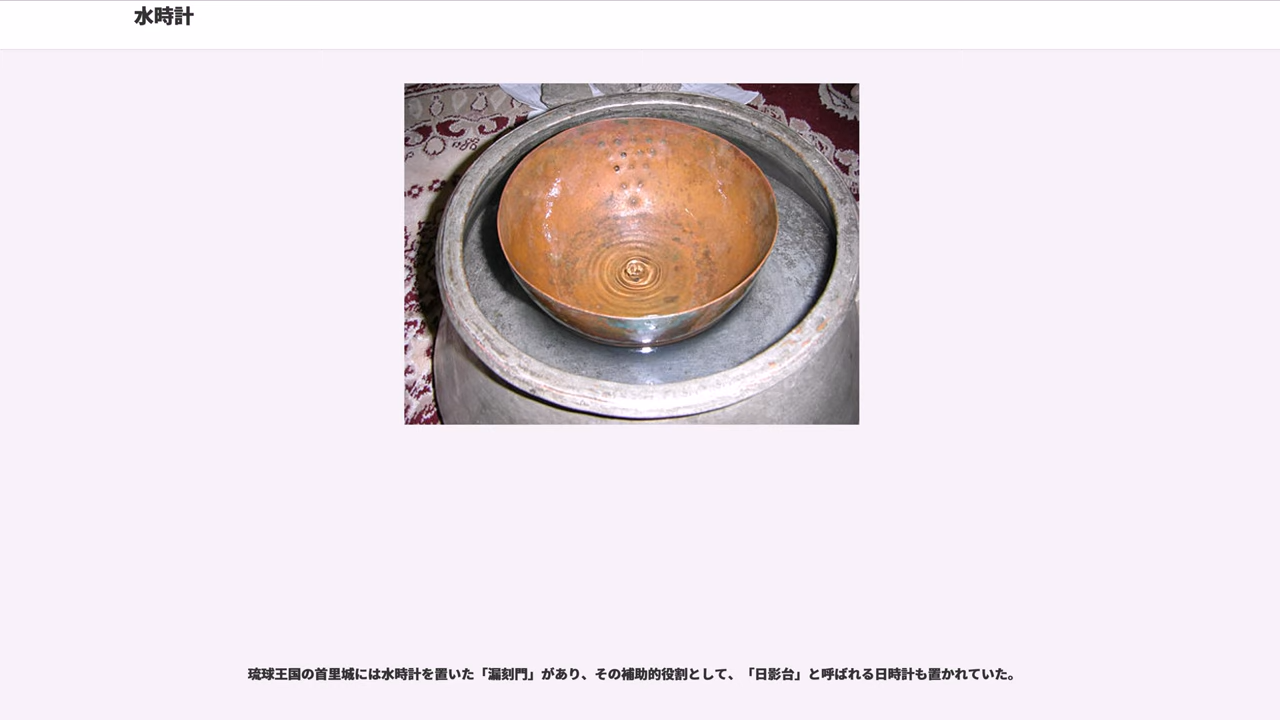 水時計
琉球王国の首里城には水時計を置いた「漏刻門」があり、その補助的役割として、「日影台」と呼ばれる日時計も置かれていた。